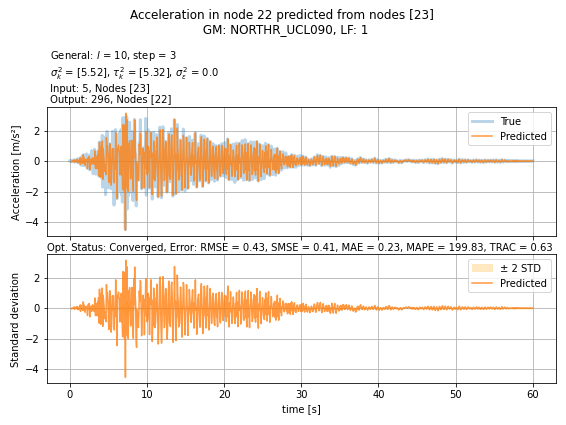 Acceleration in node 22 predicted from nodes [23]
GM: NORTHR_UCL090, LF: 1
General: l = 10, step = 3
σ²ₖ = [5.52], τ²ₖ = [5.32], σ²ε = 0.0
Input: 5, Nodes [23]
Output: 296, Nodes [22]
True
Predicted
Acceleration [m/s²]
2
0
−2
−4
Opt. Status: Converged, Error: RMSE = 0.43, SMSE = 0.41, MAE = 0.23, MAPE = 199.83, TRAC = 0.63
± 2 STD
Predicted
Standard deviation
2
0
−2
−4
0 10 20 30 40 50 60
time [s]